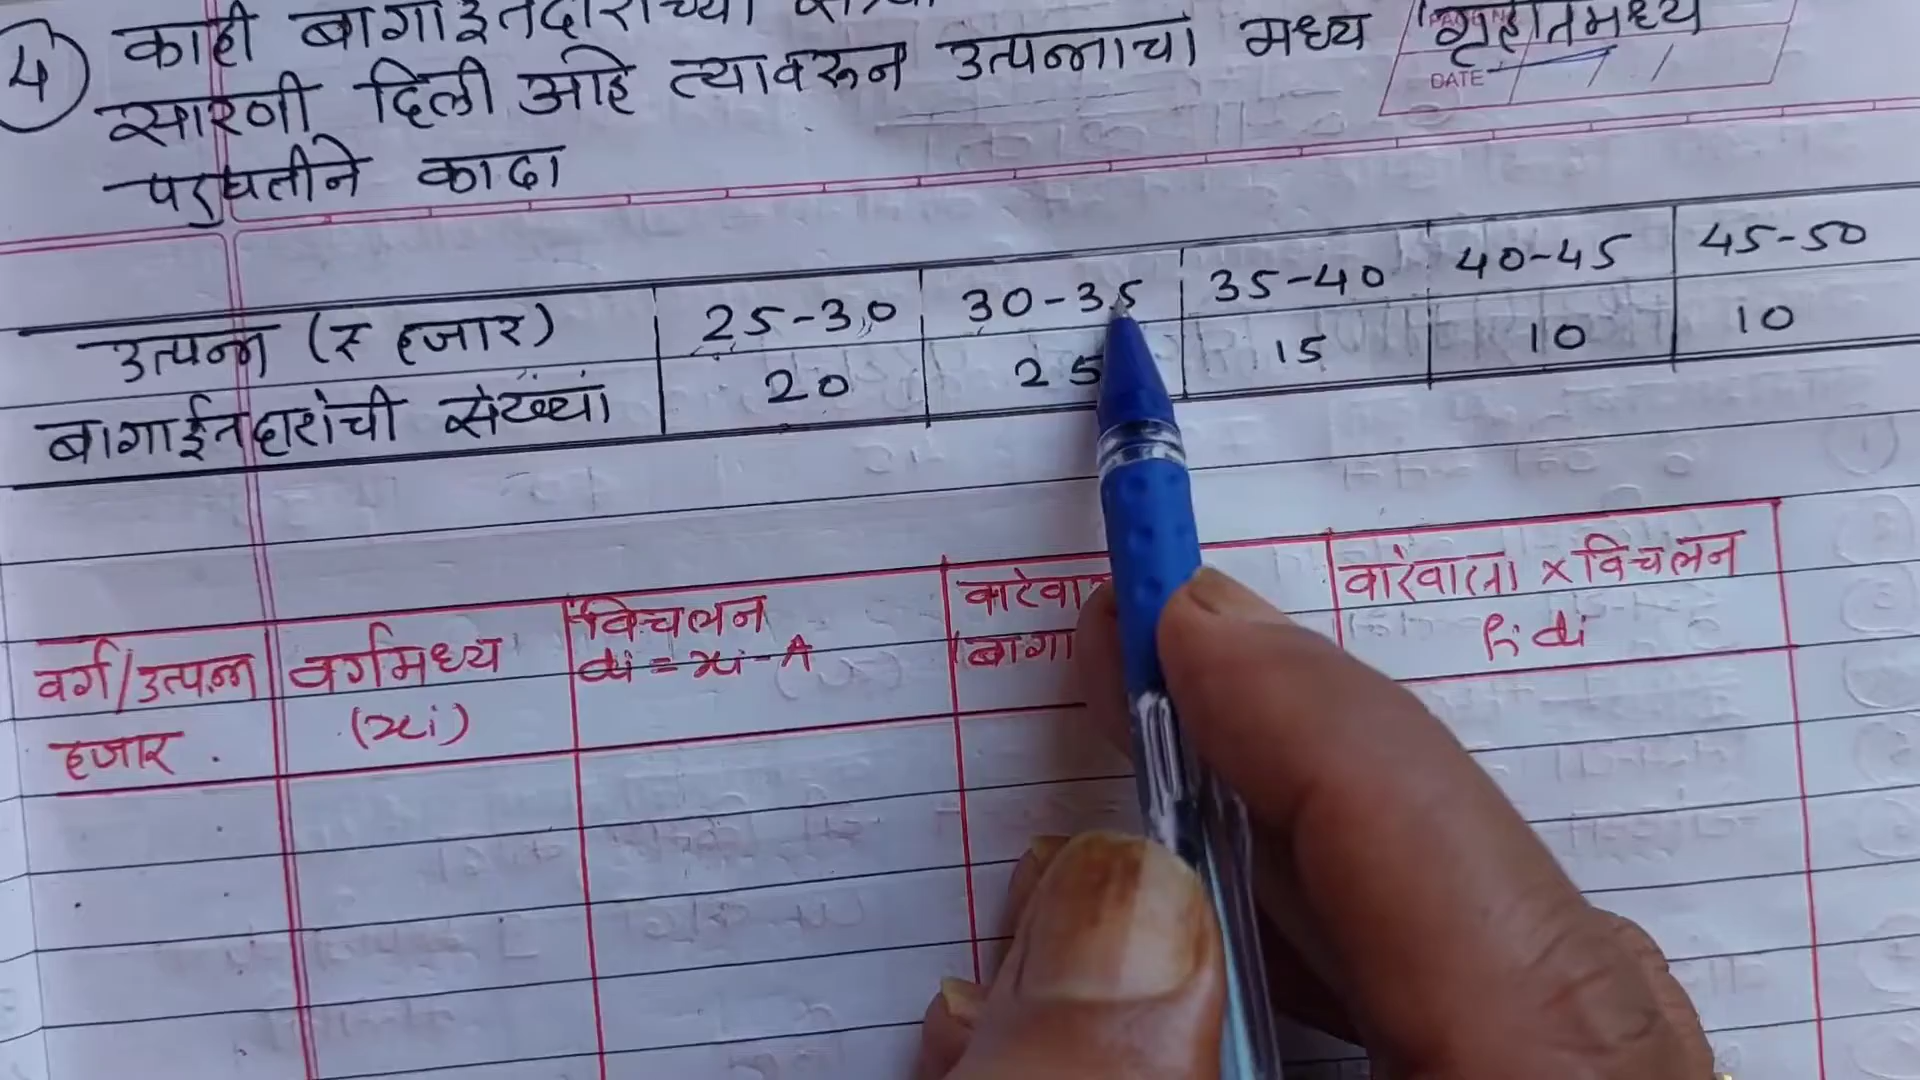 4 काही बागाईतदारांच्या
सारणी दिली आहे त्यावरून उत्पन्नाचा मध्य 'गृहीतमध्य
DATE
पद्धतीने काढा
उत्पन्न (₹ हजार) 25-30 30-35 35-40 40-45 45-50
बागाईतदारांची संख्या 20 25 15 10 10
वर्ग/उत्पन्न हजार.
वर्गमध्य (xi)
विचलन di = xi - A
वारंवारता × विचलन fi di